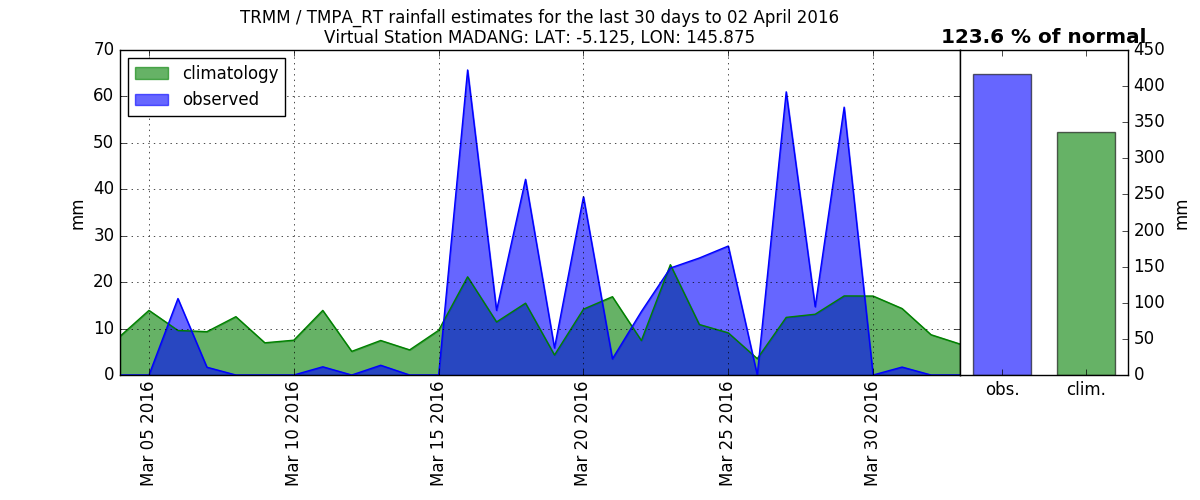 TRMM / TMPA_RT rainfall estimates for the last 30 days to 02 April 2016
Virtual Station MADANG: LAT: -5.125, LON: 145.875
123.6 % of normal
climatology
observed
mm
70
60
50
40
30
20
10
0
Mar 05 2016
Mar 10 2016
Mar 15 2016
Mar 20 2016
Mar 25 2016
Mar 30 2016
450
400
350
300
250
200
150
100
50
0
mm
obs.
clim.